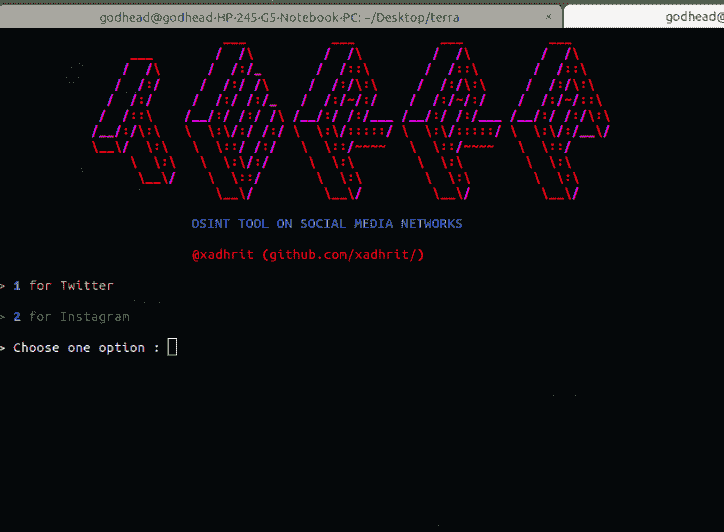 godhead@godhead-HP-245-G5-Notebook-PC: ~/Desktop/terra × godhead@
OSINT TOOL ON SOCIAL MEDIA NETWORKS
@xadhrit (github.com/xadhrit/)
> 1 for Twitter
> 2 for Instagram
> Choose one option :